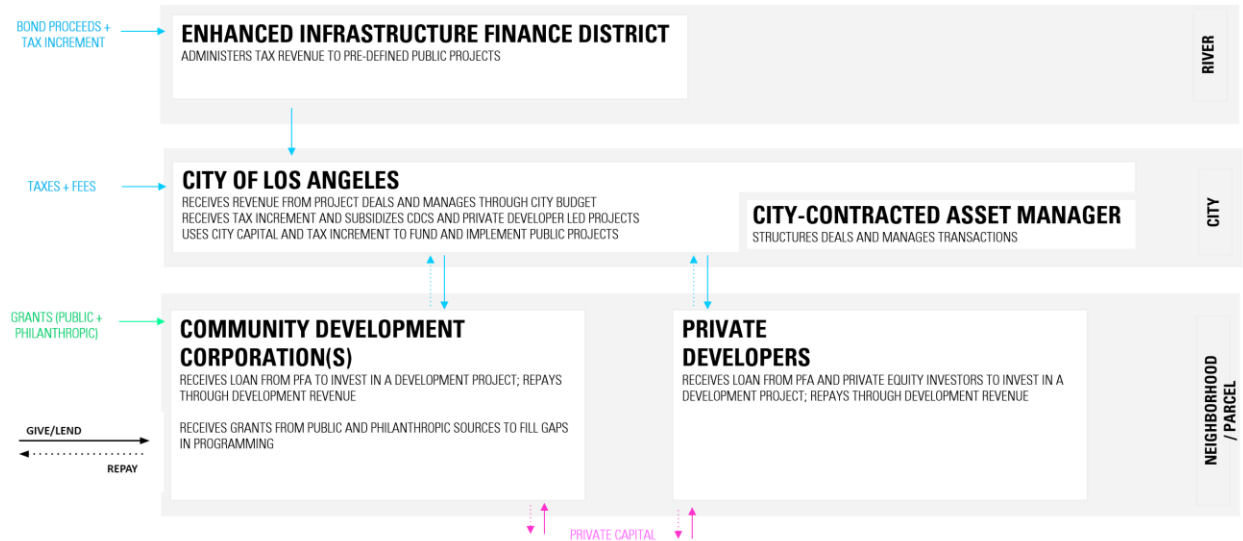 BOND PROCEEDS +
TAX INCREMENT
ENHANCED INFRASTRUCTURE FINANCE DISTRICT
ADMINISTERS TAX REVENUE TO PRE-DEFINED PUBLIC PROJECTS
RIVER
TAXES + FEES
CITY OF LOS ANGELES
RECEIVES REVENUE FROM PROJECT DEALS AND MANAGES THROUGH CITY BUDGET
RECEIVES TAX INCREMENT AND SUBSIDIZES CDCS AND PRIVATE DEVELOPER LED PROJECTS
USES CITY CAPITAL AND TAX INCREMENT TO FUND AND IMPLEMENT PUBLIC PROJECTS
CITY-CONTRACTED ASSET MANAGER
STRUCTURES DEALS AND MANAGES TRANSACTIONS
CITY
GRANTS (PUBLIC +
PHILANTHROPIC)
COMMUNITY DEVELOPMENT
CORPORATION(S)
RECEIVES LOAN FROM PFA TO INVEST IN A DEVELOPMENT PROJECT; REPAYS
THROUGH DEVELOPMENT REVENUE
RECEIVES GRANTS FROM PUBLIC AND PHILANTHROPIC SOURCES TO FILL GAPS
IN PROGRAMMING
PRIVATE
DEVELOPERS
RECEIVES LOAN FROM PFA AND PRIVATE EQUITY INVESTORS TO INVEST IN A
DEVELOPMENT PROJECT; REPAYS THROUGH DEVELOPMENT REVENUE
NEIGHBORHOOD
/ PARCEL
GIVE/LEND
REPAY
PRIVATE CAPITAL